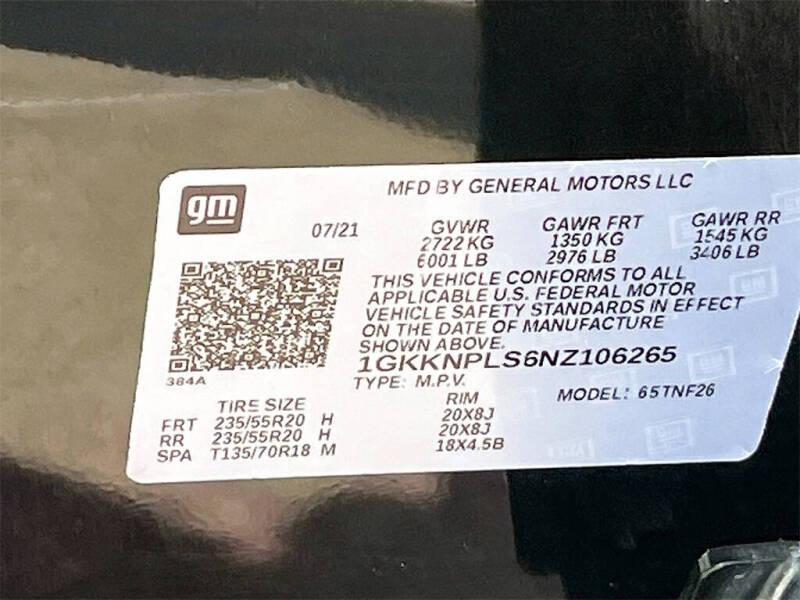 gm
MFD BY GENERAL MOTORS LLC
07/21 GVWR GAWR FRT GAWR RR
2722 KG 1350 KG 1545 KG
6001 LB 2976 LB 3406 LB
THIS VEHICLE CONFORMS TO ALL
APPLICABLE U.S. FEDERAL MOTOR
VEHICLE SAFETY STANDARDS IN EFFECT
ON THE DATE OF MANUFACTURE
SHOWN ABOVE.
1GKKNPLS6NZ106265
384A
TYPE: M.P.V. MODEL: 65TNF26
TIRE SIZE RIM
FRT 235/55R20 H 20X8J
RR 235/55R20 H 20X8J
SPA T135/70R18 M 18X4.5B